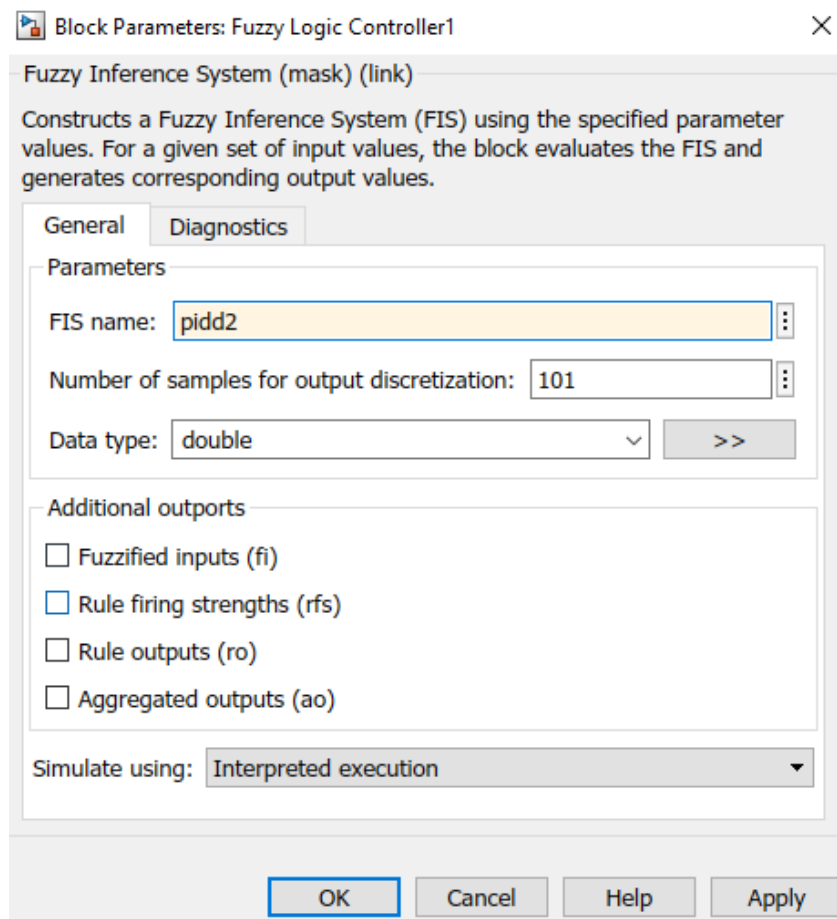 Block Parameters: Fuzzy Logic Controller1
Fuzzy Inference System (mask) (link)
Constructs a Fuzzy Inference System (FIS) using the specified parameter
values. For a given set of input values, the block evaluates the FIS and
generates corresponding output values.
General Diagnostics
Parameters
FIS name: pidd2
Number of samples for output discretization: 101
Data type: double >>
Additional outports
Fuzzified inputs (fi)
Rule firing strengths (rfs)
Rule outputs (ro)
Aggregated outputs (ao)
Simulate using: Interpreted execution
OK Cancel Help Apply